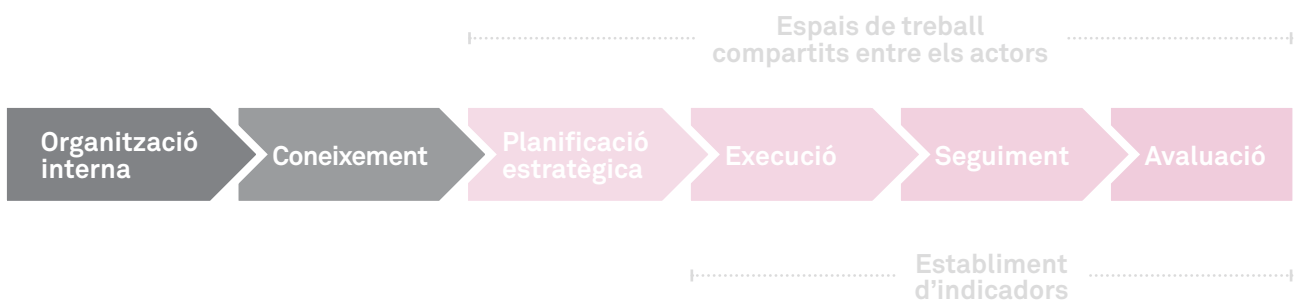 Espais de treball
compartits entre els actors
Organització
interna
Coneixement
Planificació
estratègica
Execució
Seguiment
Avaluació
Establiment
d'indicadors